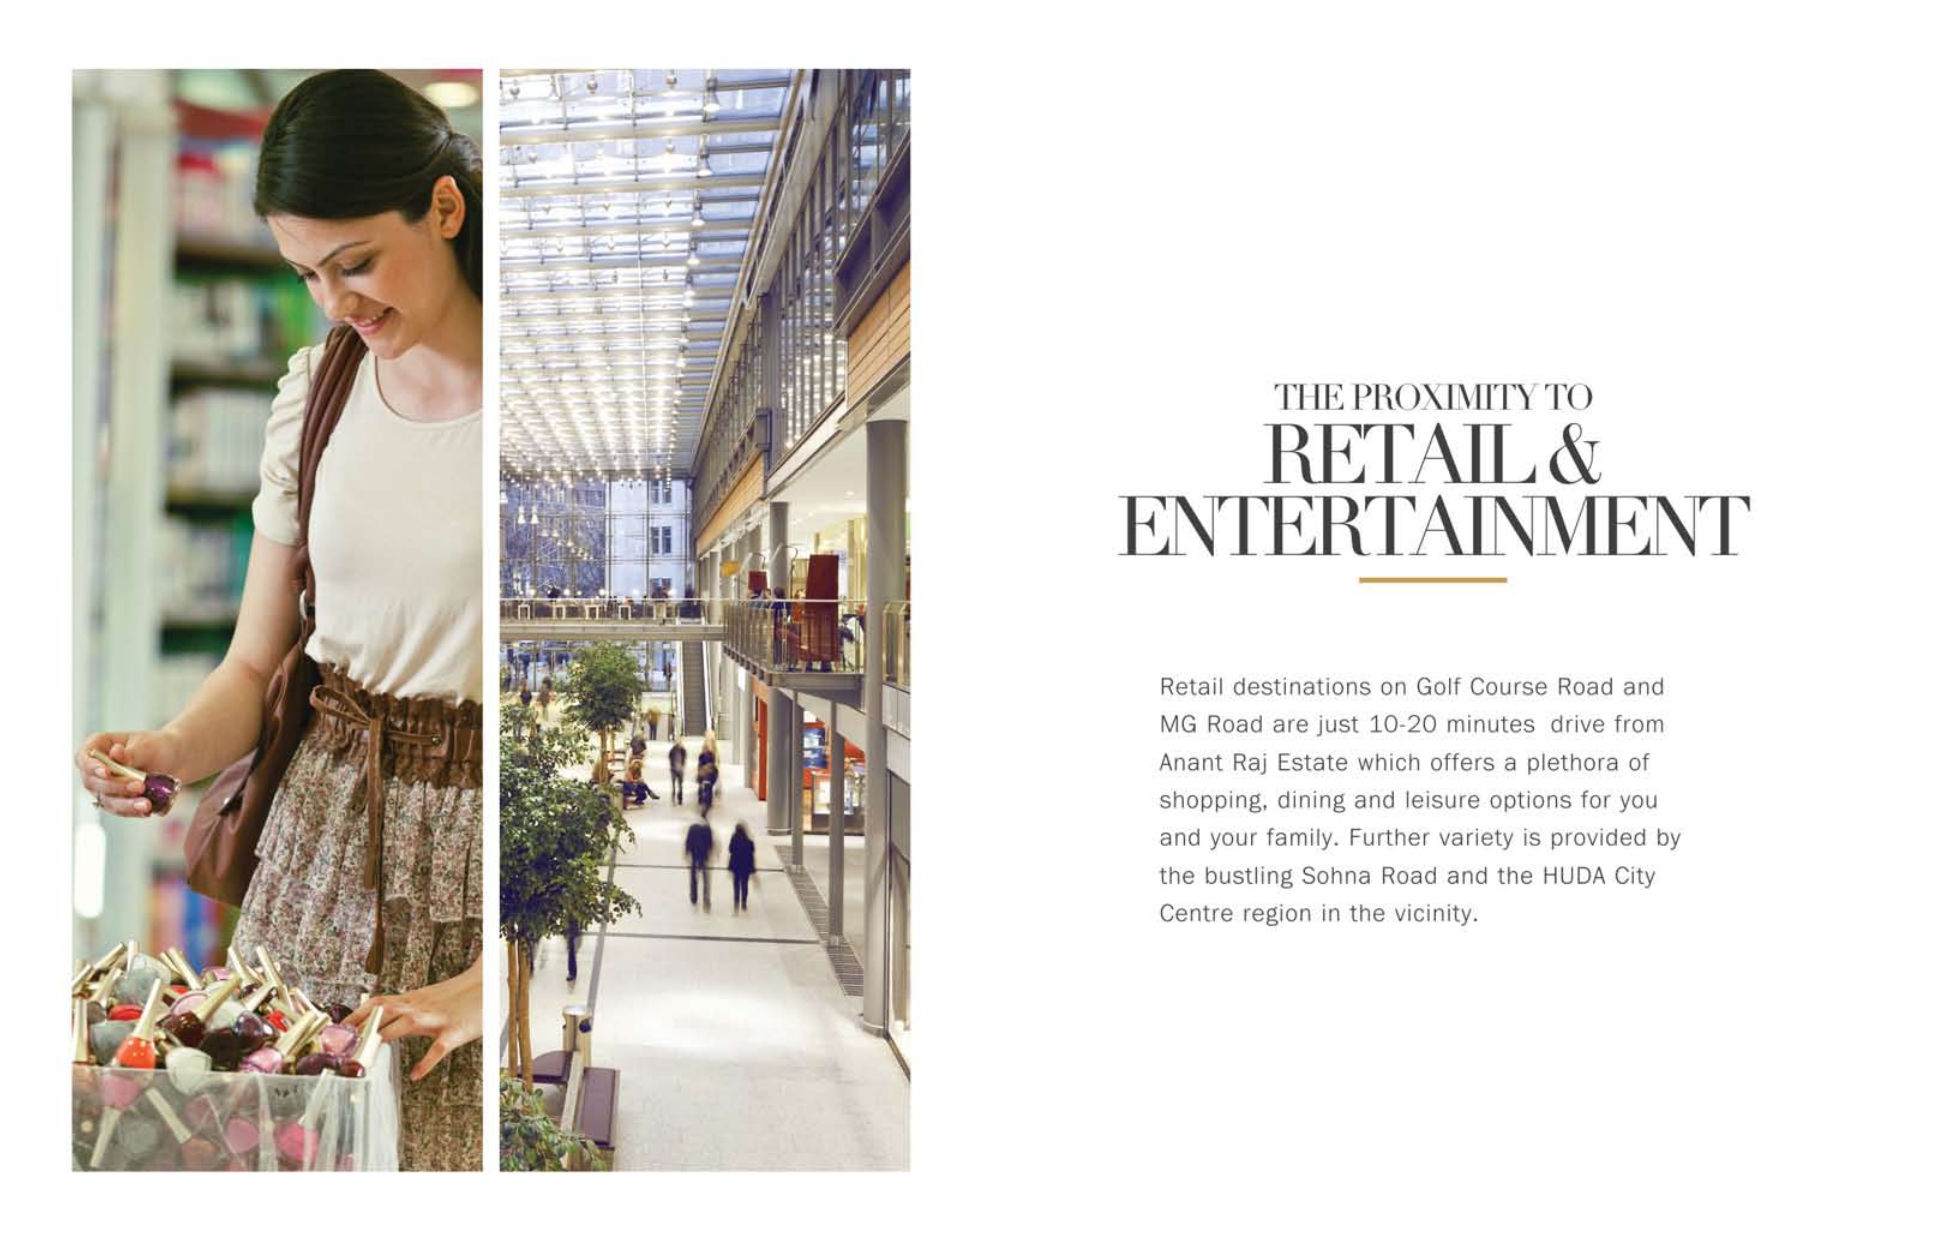 THE PROXIMITY TO
RETAIL &
ENTERTAINMENT
Retail destinations on Golf Course Road and
MG Road are just 10-20 minutes drive from
Anant Raj Estate which offers a plethora of
shopping, dining and leisure options for you
and your family. Further variety is provided by
the bustling Sohna Road and the HUDA City
Centre region in the vicinity.